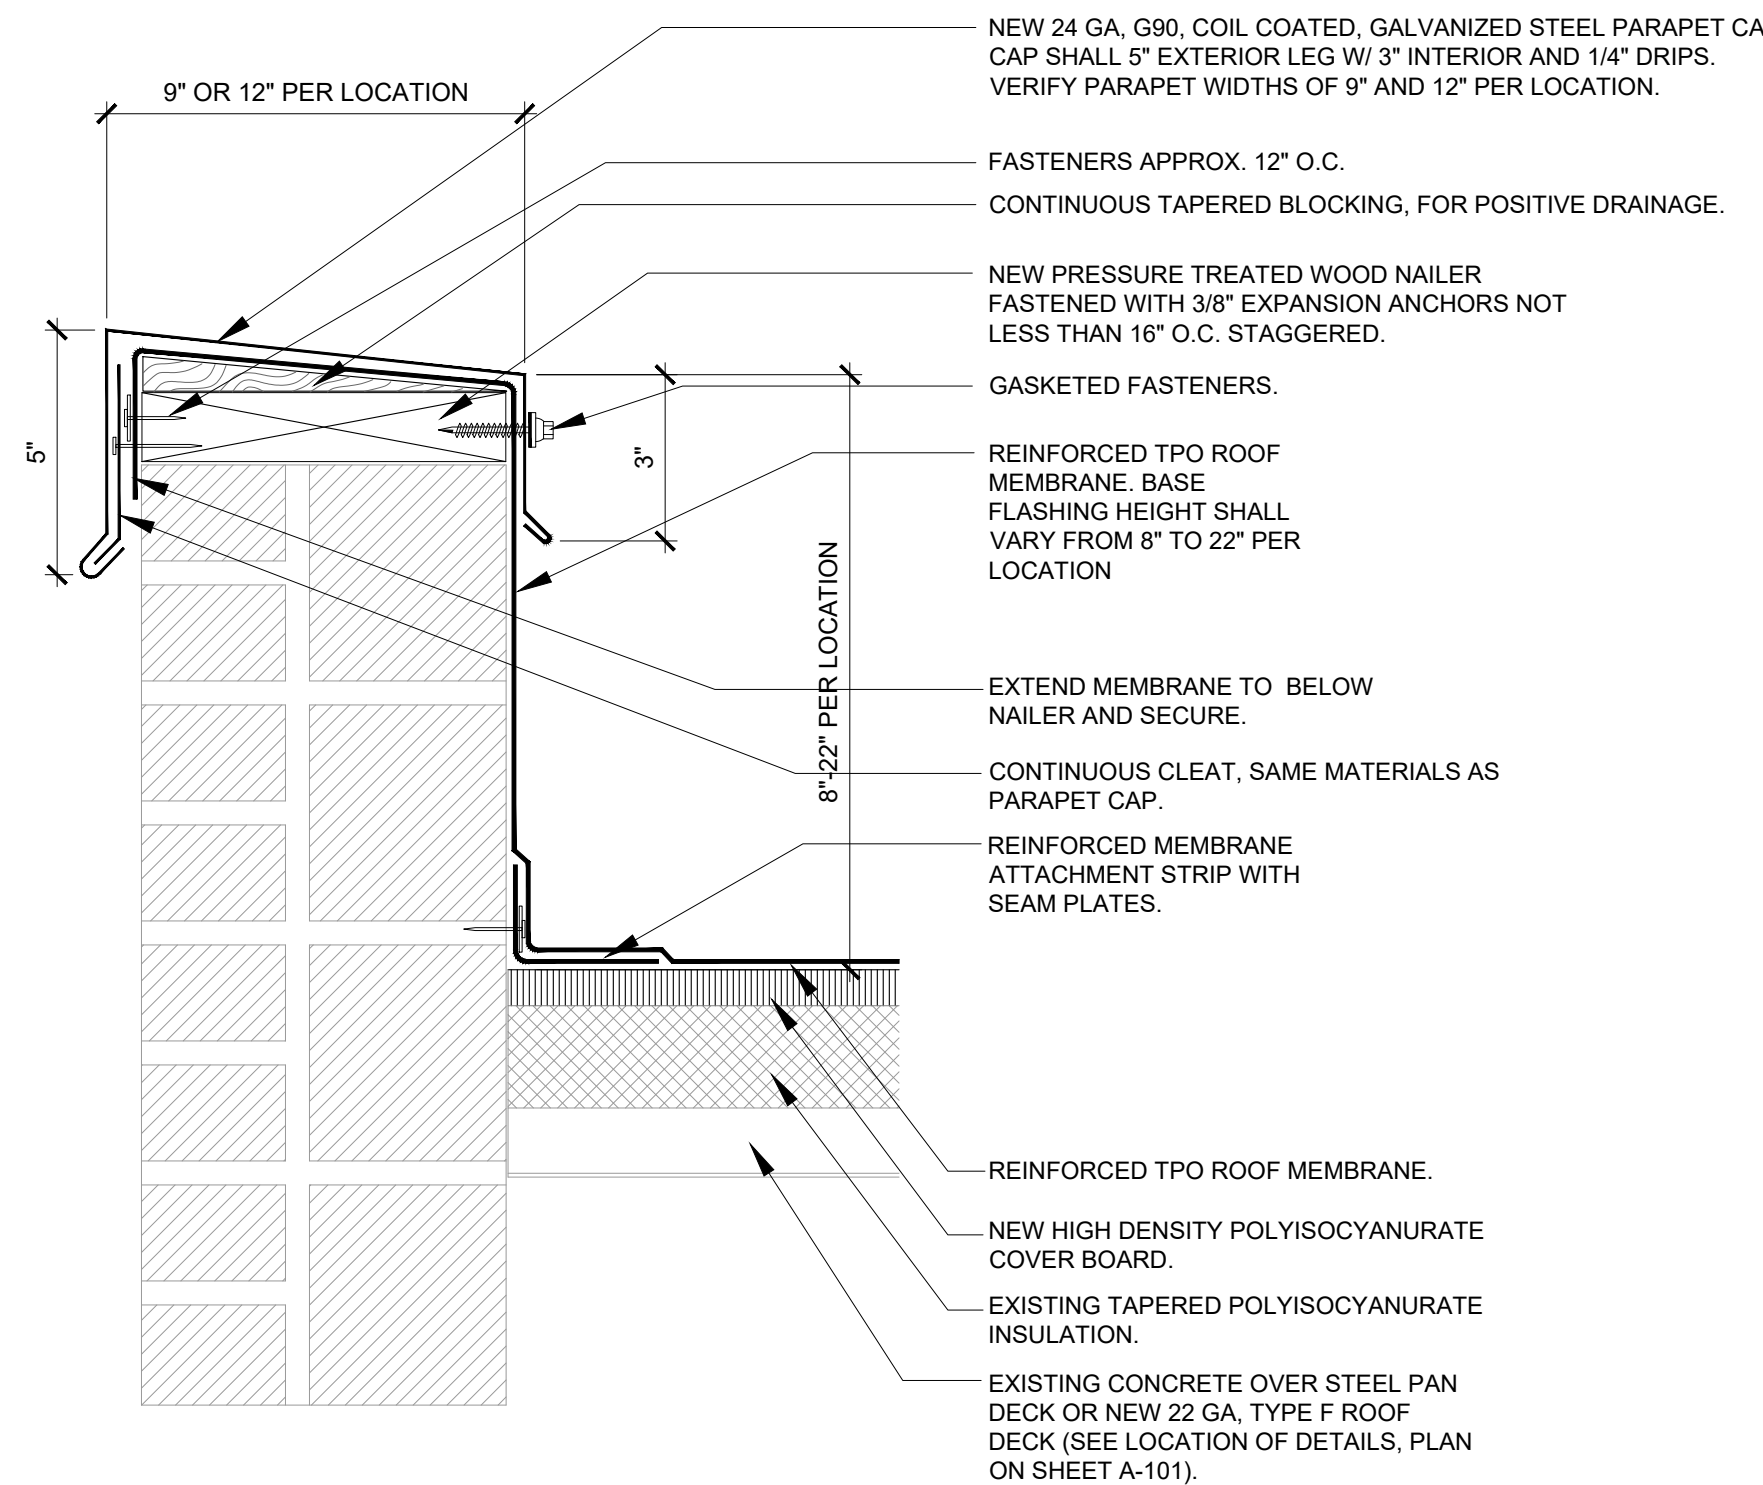 NEW 24 GA, G90, COIL COATED, GALVANIZED STEEL PARAPET CA
CAP SHALL 5" EXTERIOR LEG W/ 3" INTERIOR AND 1/4" DRIPS.
VERIFY PARAPET WIDTHS OF 9" AND 12" PER LOCATION.
9" OR 12" PER LOCATION
FASTENERS APPROX. 12" O.C.
CONTINUOUS TAPERED BLOCKING, FOR POSITIVE DRAINAGE.
NEW PRESSURE TREATED WOOD NAILER
FASTENED WITH 3/8" EXPANSION ANCHORS NOT
LESS THAN 16" O.C. STAGGERED.
GASKETED FASTENERS.
5"
3"
REINFORCED TPO ROOF
MEMBRANE. BASE
FLASHING HEIGHT SHALL
VARY FROM 8" TO 22" PER
LOCATION
8"-22" PER LOCATION
EXTEND MEMBRANE TO  BELOW
NAILER AND SECURE.
CONTINUOUS CLEAT, SAME MATERIALS AS
PARAPET CAP.
REINFORCED MEMBRANE
ATTACHMENT STRIP WITH
SEAM PLATES.
REINFORCED TPO ROOF MEMBRANE.
NEW HIGH DENSITY POLYISOCYANURATE
COVER BOARD.
EXISTING TAPERED POLYISOCYANURATE
INSULATION.
EXISTING CONCRETE OVER STEEL PAN
DECK OR NEW 22 GA, TYPE F ROOF
DECK (SEE LOCATION OF DETAILS, PLAN
ON SHEET A-101).